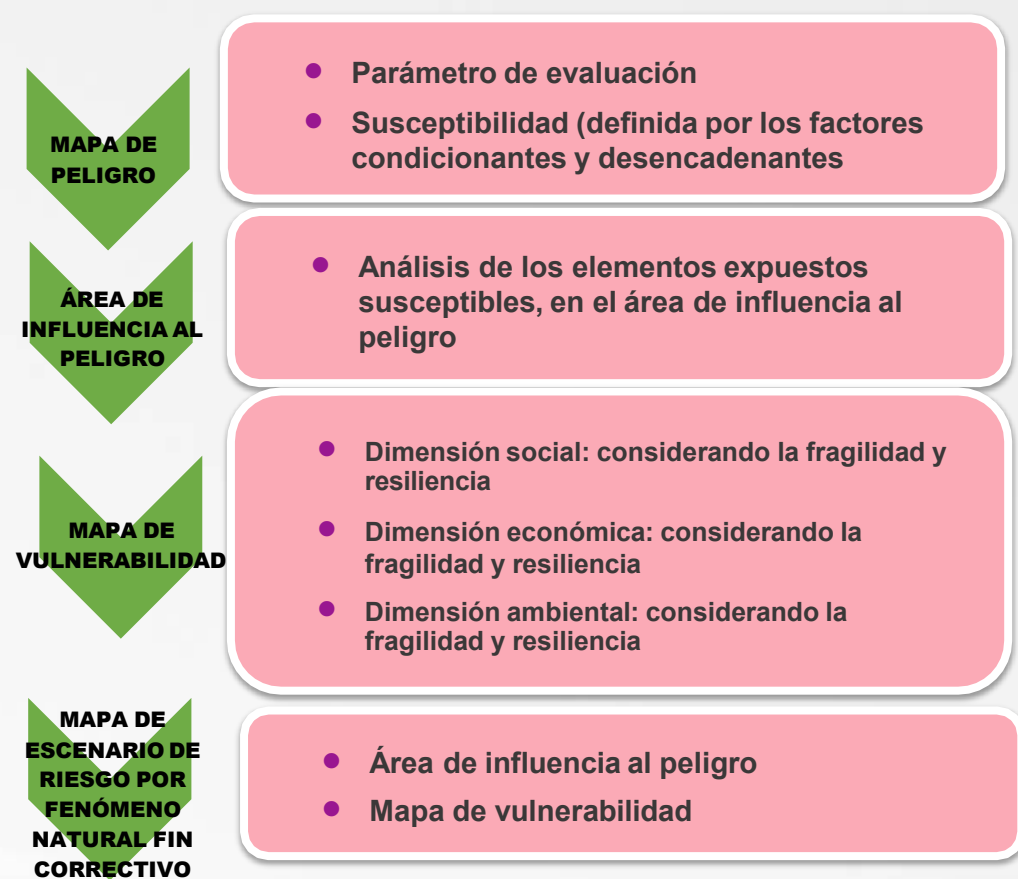 MAPA DE
PELIGRO
• Parámetro de evaluación
• Susceptibilidad (definida por los factores
condicionantes y desencadenantes
ÁREA DE
INFLUENCIA AL
PELIGRO
• Análisis de los elementos expuestos
susceptibles, en el área de influencia al
peligro
MAPA DE
VULNERABILIDAD
• Dimensión social: considerando la fragilidad y
resiliencia
• Dimensión económica: considerando la
fragilidad y resiliencia
• Dimensión ambiental: considerando la
fragilidad y resiliencia
MAPA DE
ESCENARIO DE
RIESGO POR
FENÓMENO
NATURAL FIN
CORRECTIVO
• Área de influencia al peligro
• Mapa de vulnerabilidad